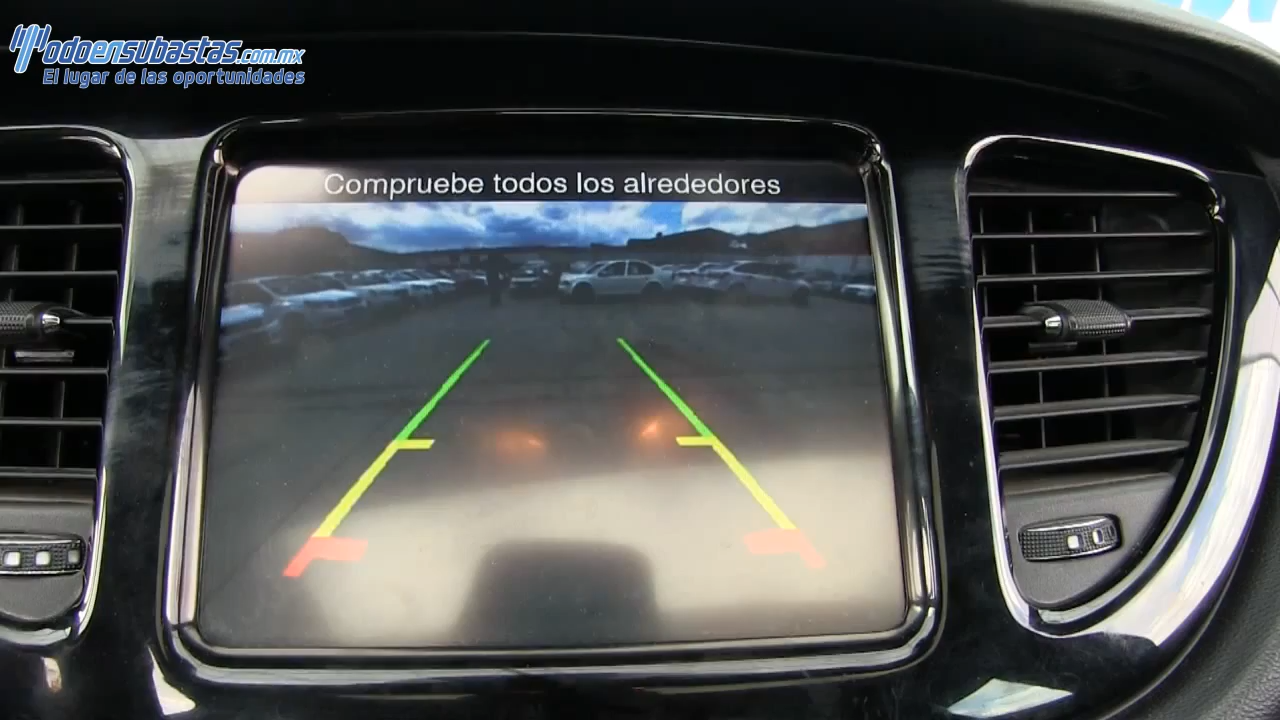 Todoensubastas.com.mx
El lugar de las oportunidades
Compruebe todos los alrededores